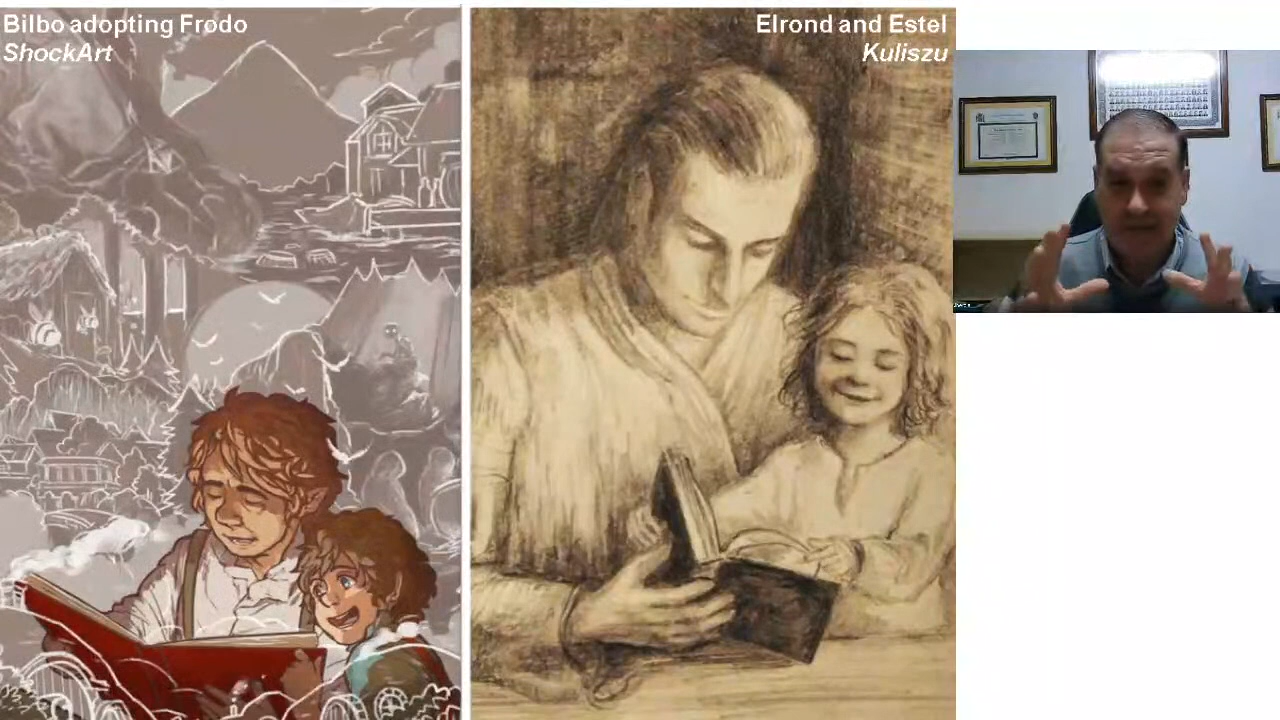 Bilbo adopting Frodo
ShockArt
Elrond and Estel
Kuliszu